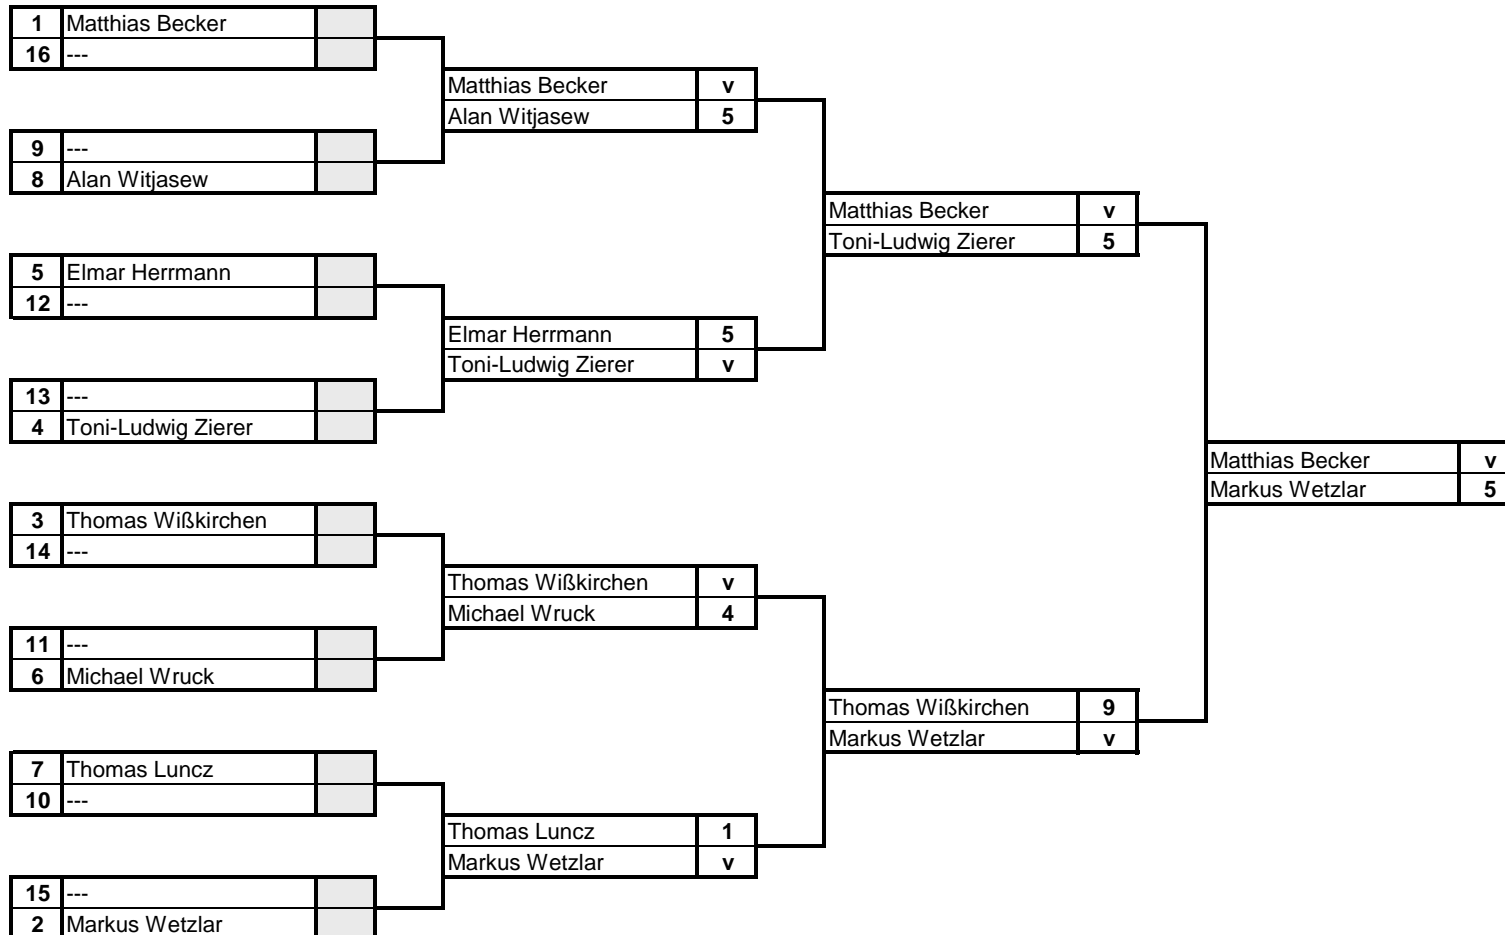 1 Matthias Becker
16 ---
Matthias Becker v
Alan Witjasew 5
9 ---
8 Alan Witjasew
Matthias Becker v
Toni-Ludwig Zierer 5
5 Elmar Herrmann
12 ---
Elmar Herrmann 5
Toni-Ludwig Zierer v
13 ---
4 Toni-Ludwig Zierer
Matthias Becker v
Markus Wetzlar 5
3 Thomas Wißkirchen
14 ---
Thomas Wißkirchen v
Michael Wruck 4
11 ---
6 Michael Wruck
Thomas Wißkirchen 9
Markus Wetzlar v
7 Thomas Luncz
10 ---
Thomas Luncz 1
Markus Wetzlar v
15 ---
2 Markus Wetzlar